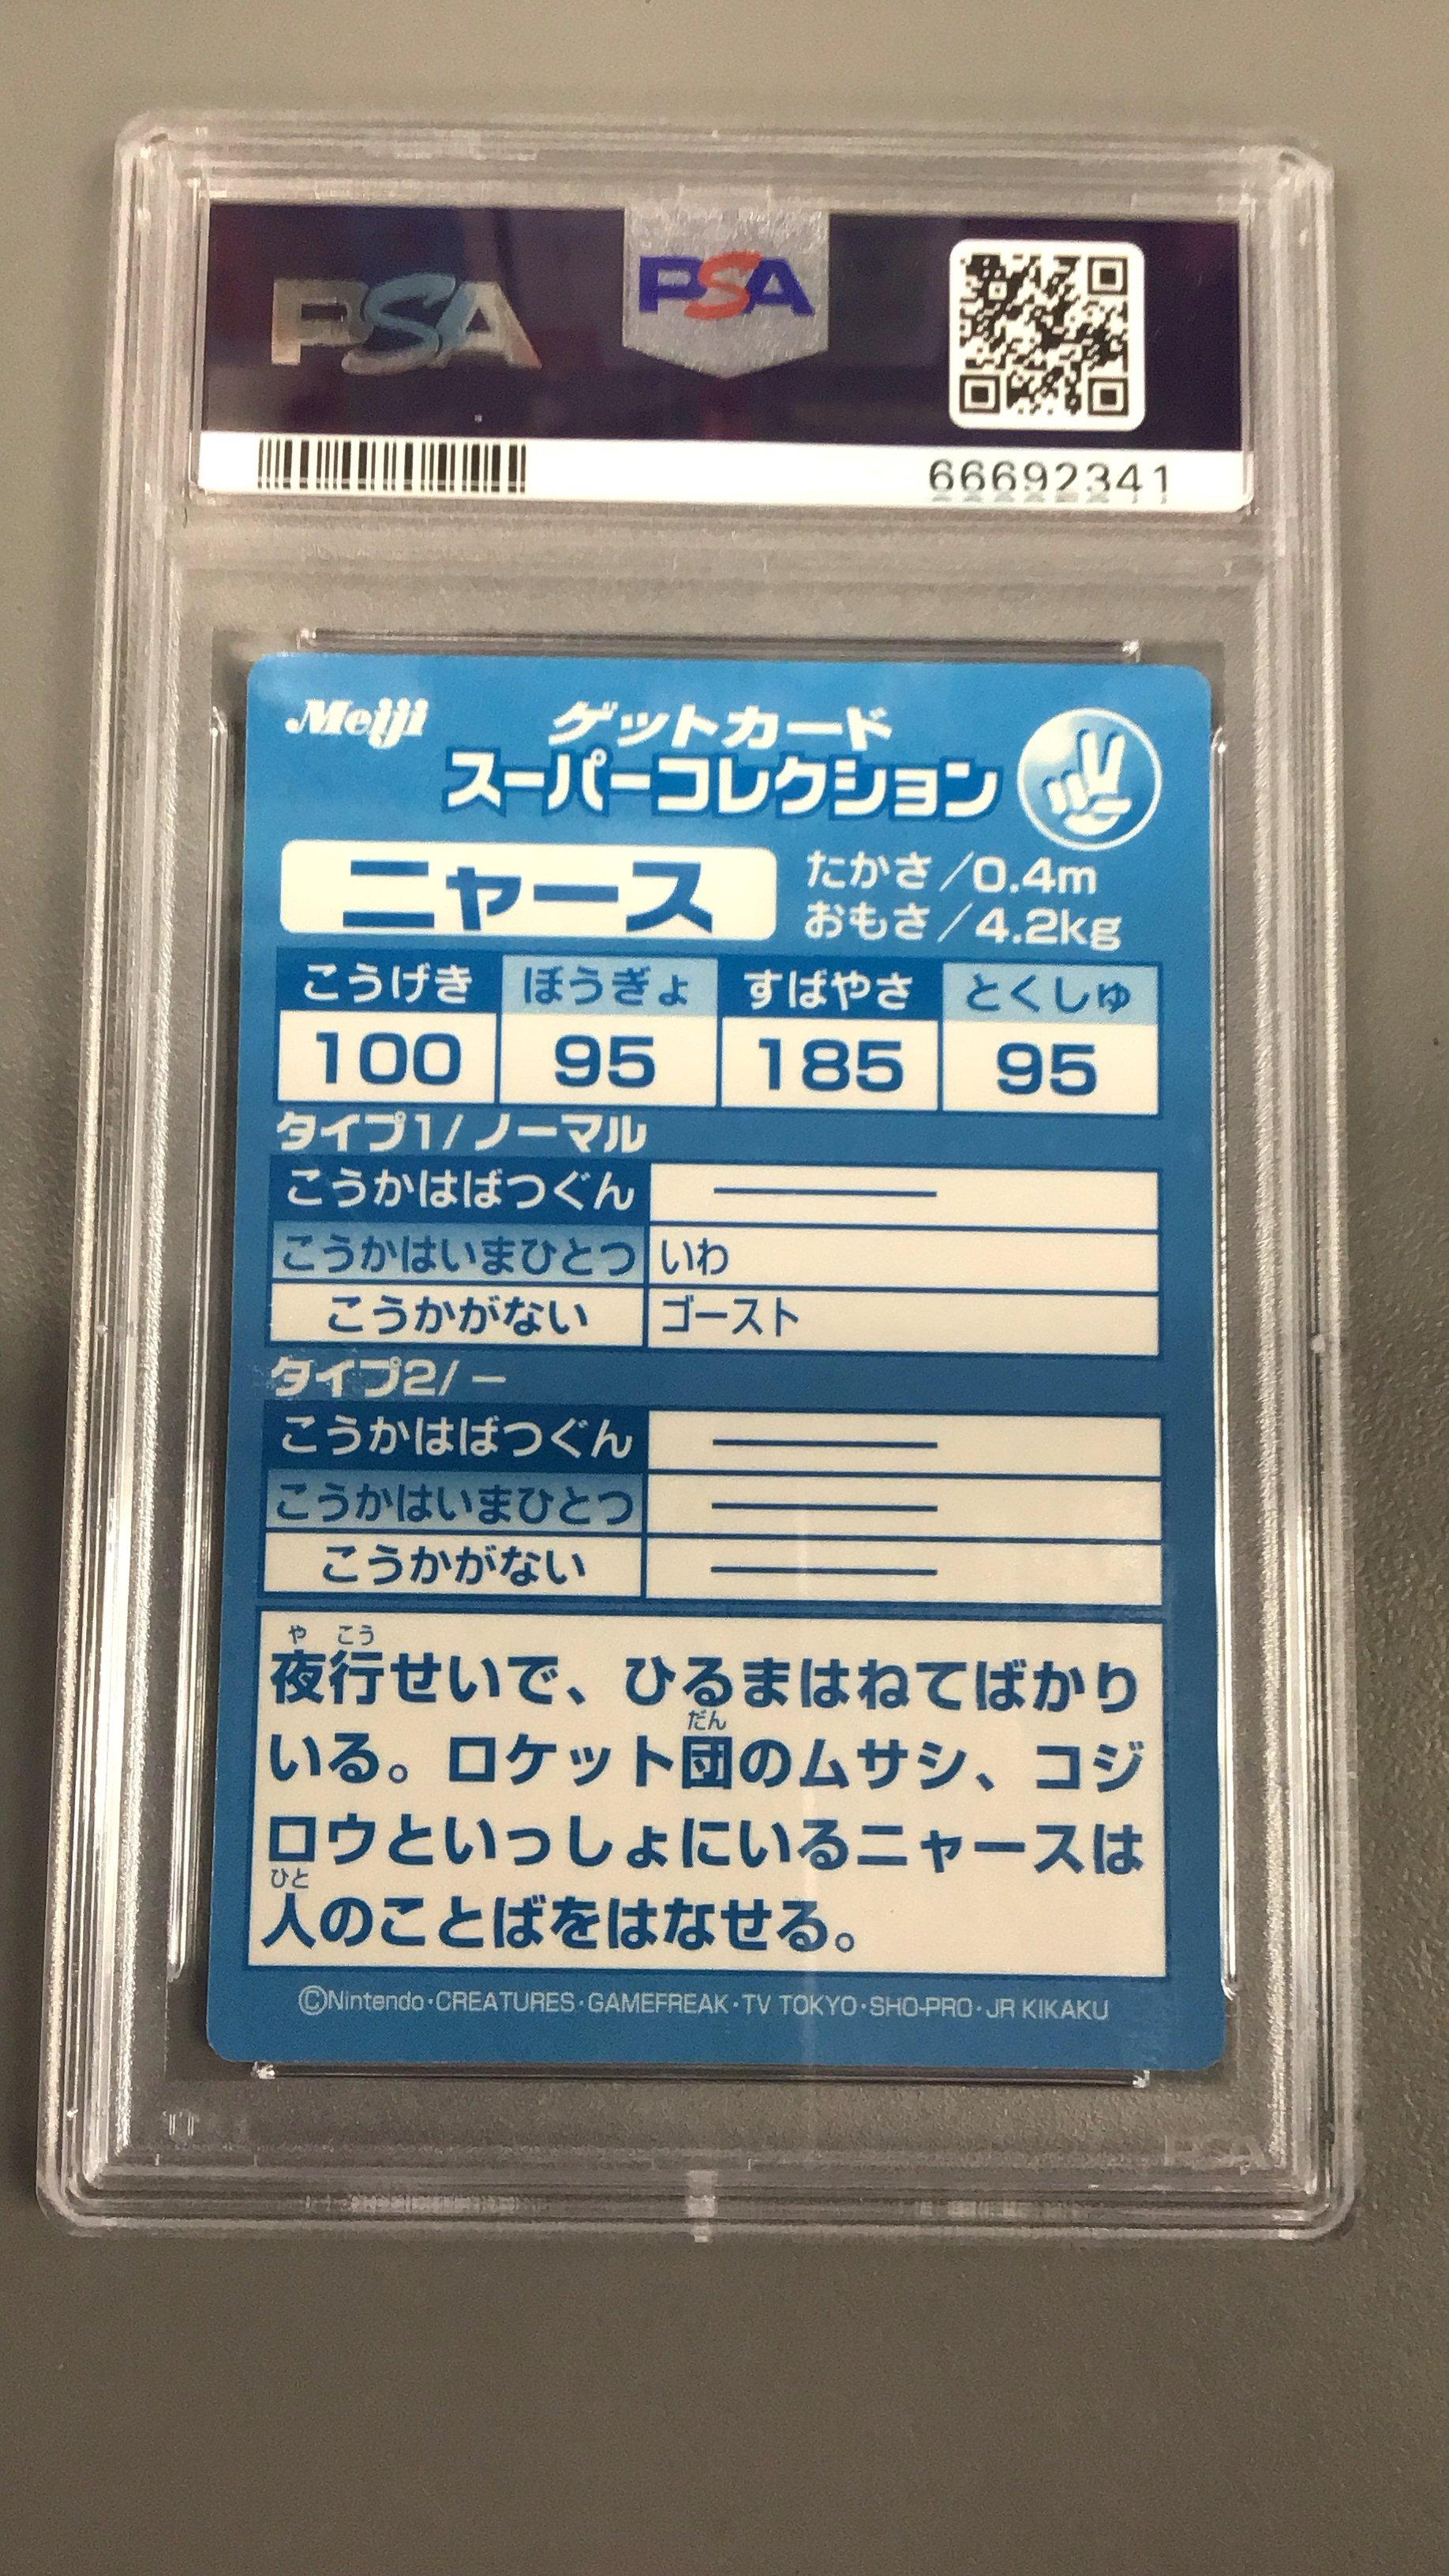 PSA
PSA
66692341
Meiji
ゲットカード
スーパーコレクション
ニャース
たかさ/0.4m
おもさ/4.2kg
こうげき ぼうぎょ すばやさ とくしゅ
100 95 185 95
タイプ1/ノーマル
こうかはばつぐん ―
こうかはいまひとつ いわ
こうかがない ゴースト
タイプ2/ー
こうかはばつぐん ―
こうかはいまひとつ ―
こうかがない ―
や こう
夜行せいで、ひるまはねてばかり
だん
いる。ロケット団のムサシ、コジ
ロウといっしょにいるニャースは
ひと
人のことばをはなせる。
©Nintendo・CREATURES・GAMEFREAK・TV TOKYO・SHO-PRO・JR KIKAKU
PSA